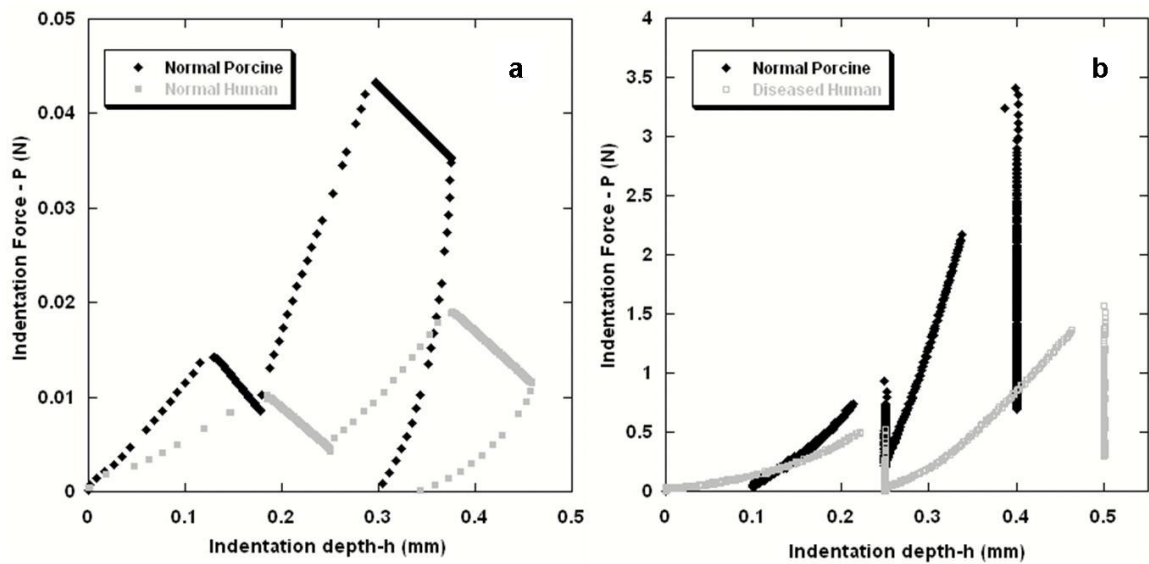 a
Normal Porcine
Normal Human
Indentation Force - P (N)
0.05
0.04
0.03
0.02
0.01
0
0 0.1 0.2 0.3 0.4 0.5
Indentation depth-h (mm)
b
Normal Porcine
Diseased Human
Indentation Force - P (N)
4
3.5
3
2.5
2
1.5
1
0.5
0
0 0.1 0.2 0.3 0.4 0.5
Indentation depth-h (mm)